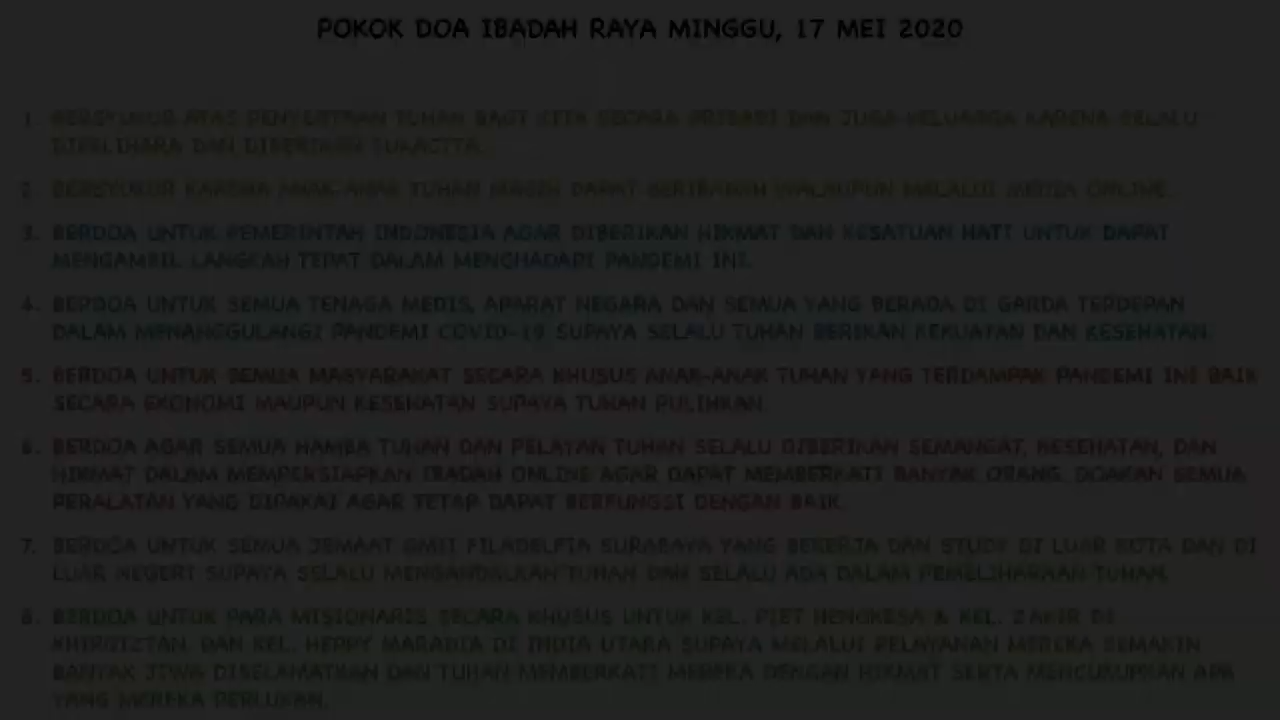 POKOK DOA IBADAH RAYA MINGGU, 17 MEI 2020
1. BERSYUKUR ATAS PENYERTAAN TUHAN BAGI KITA SECARA PRIBADI DAN JUGA KELUARGA KARENA SELALU
DIPELIHARA DAN DIBERIKAN SUKACITA.
2. BERSYUKUR KARENA ANAK-ANAK TUHAN MASIH DAPAT BERIBADAH WALAUPUN MELALUI MEDIA ONLINE.
3. BERDOA UNTUK PEMERINTAH INDONESIA AGAR DIBERIKAN HIKMAT DAN KESATUAN HATI UNTUK DAPAT
MENGAMBIL LANGKAH TEPAT DALAM MENGHADAPI PANDEMI INI.
4. BERDOA UNTUK SEMUA TENAGA MEDIS, APARAT NEGARA DAN SEMUA YANG BERADA DI GARDA TERDEPAN
DALAM MENANGGULANGI PANDEMI COVID-19 SUPAYA SELALU TUHAN BERIKAN KEKUATAN DAN KESEHATAN.
5. BERDOA UNTUK SEMUA MASYARAKAT SECARA KHUSUS ANAK-ANAK TUHAN YANG TERDAMPAK PANDEMI INI BAIK
SECARA EKONOMI MAUPUN KESEHATAN SUPAYA TUHAN PULIHKAN.
6. BERDOA AGAR SEMUA HAMBA TUHAN DAN PELAYAN TUHAN SELALU DIBERIKAN SEMANGAT, KESEHATAN, DAN
HIKMAT DALAM MEMPERSIAPKAN IBADAH ONLINE AGAR DAPAT MEMBERKATI BANYAK ORANG. DOAKAN SEMUA
PERALATAN YANG DIPAKAI AGAR TETAP DAPAT BERFUNGSI DENGAN BAIK.
7. BERDOA UNTUK SEMUA JEMAAT FILADELFIA SURABAYA YANG BEKERJA DAN STUDI DI LUAR KOTA DAN DI
LUAR NEGERI SUPAYA SELALU MENGANDALKAN TUHAN DAN SELALU ADA DALAM PEMELIHARAAN TUHAN.
8. BERDOA UNTUK PARA MISIONARIS SECARA KHUSUS UNTUK KEL. PIET & KEL. ZAKIR DI
DAN KEL. HEPPY DI INDIA UTARA SUPAYA MELALUI PELAYANAN MEREKA SEMAKIN
BANYAK JIWA DISELAMATKAN DAN TUHAN MEMBERKATI MEREKA DENGAN HIKMAT SERTA MENCUKUPKAN APA
YANG MEREKA PERLUKAN.